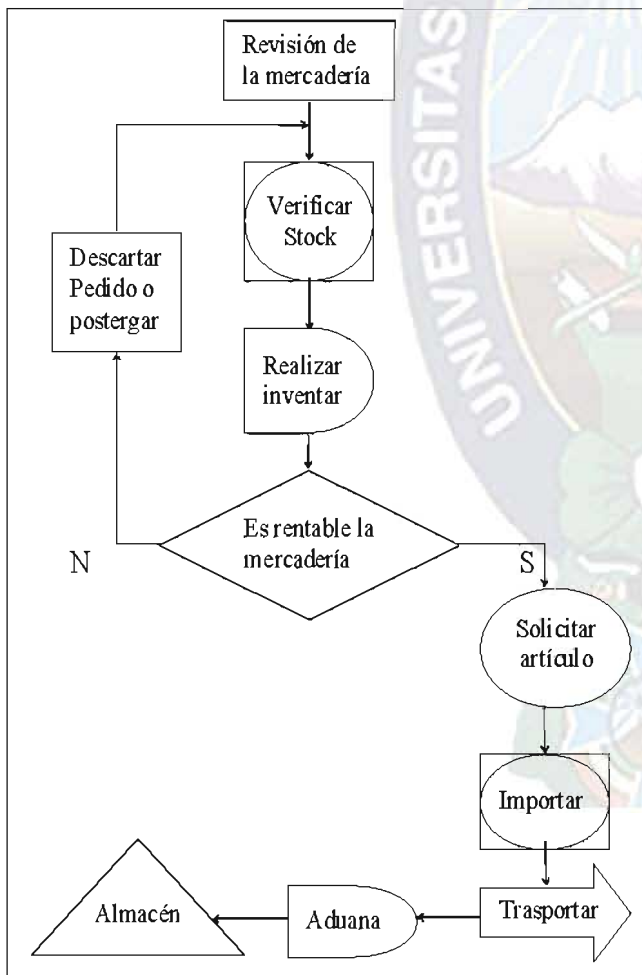 Revisión de
la mercadería
UNIVERSITAS
Verificar
Stock
Descartar
Pedido o
postergar
Realizar
inventar
Es rentable la
mercadería
N
S
Solicitar
artículo
Importar
Trasportar
Aduana
Almacén